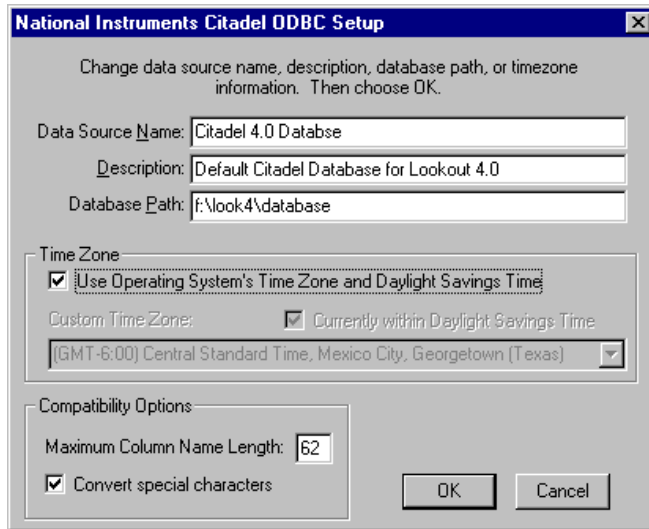 National Instruments Citadel ODBC Setup
Change data source name, description, database path, or timezone
information. Then choose OK.
Data Source Name: Citadel 4.0 Databse
Description: Default Citadel Database for Lookout 4.0
Database Path: f:\look4\database
Time Zone
Use Operating System's Time Zone and Daylight Savings Time
Custom Time Zone: Currently within Daylight Savings Time
(GMT-6:00) Central Standard Time, Mexico City, Georgetown (Texas)
Compatibility Options
Maximum Column Name Length: 62
Convert special characters
OK Cancel